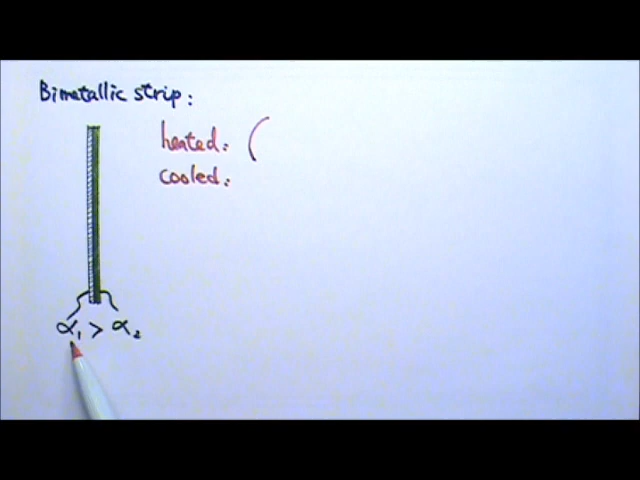 Bimetallic strip:
heated: (
cooled:
α₁ > α₂